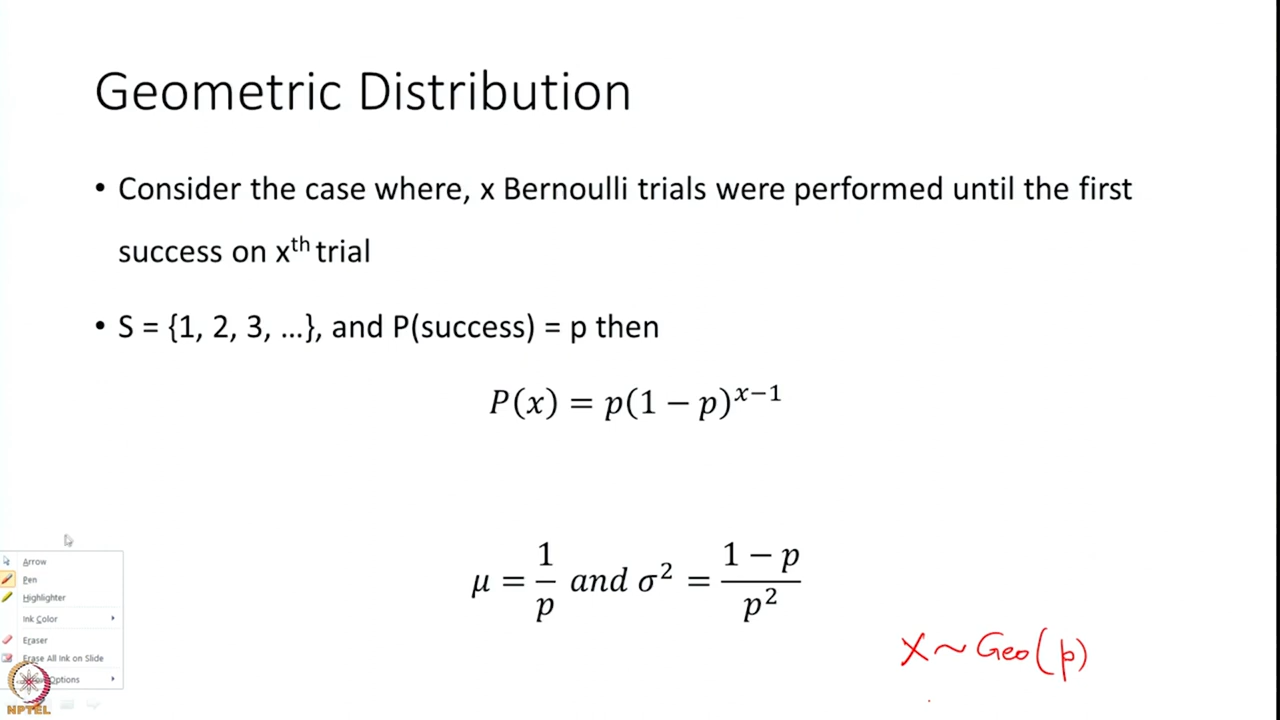 Geometric Distribution
• Consider the case where, x Bernoulli trials were performed until the first
success on xᵗʰ trial
• S = {1, 2, 3, …}, and P(success) = p then
P(x) = p(1 − p)ˣ⁻¹
μ = 1/p and σ² = (1 − p)/p²
X ~ Geo(p)
Arrow
Pen
Highlighter
Ink Color
Eraser
Erase All Ink on Slide
Options
NPTEL